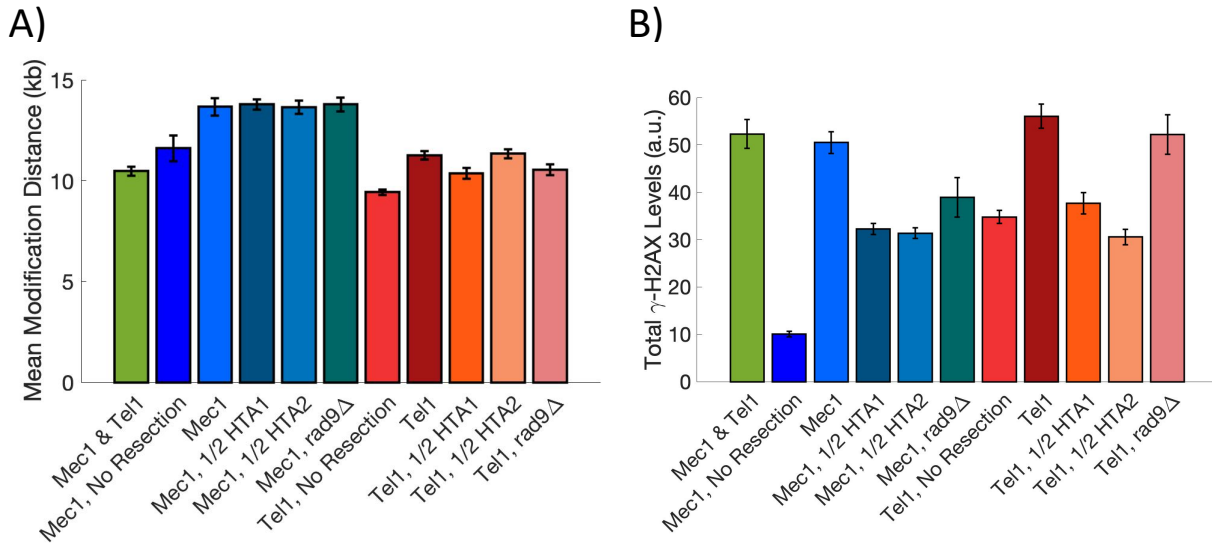 A)
Mean Modification Distance (kb)
15
10
5
0
Mec1 & Tel1
Mec1, No Resection
Mec1
Mec1, 1/2 HTA1
Mec1, 1/2 HTA2
Mec1, rad9Δ
Tel1, No Resection
Tel1
Tel1, 1/2 HTA1
Tel1, 1/2 HTA2
Tel1, rad9Δ
B)
Total γ-H2AX Levels (a.u.)
60
50
40
30
20
10
0
Mec1 & Tel1
Mec1, No Resection
Mec1
Mec1, 1/2 HTA1
Mec1, 1/2 HTA2
Mec1, rad9Δ
Tel1, No Resection
Tel1
Tel1, 1/2 HTA1
Tel1, 1/2 HTA2
Tel1, rad9Δ